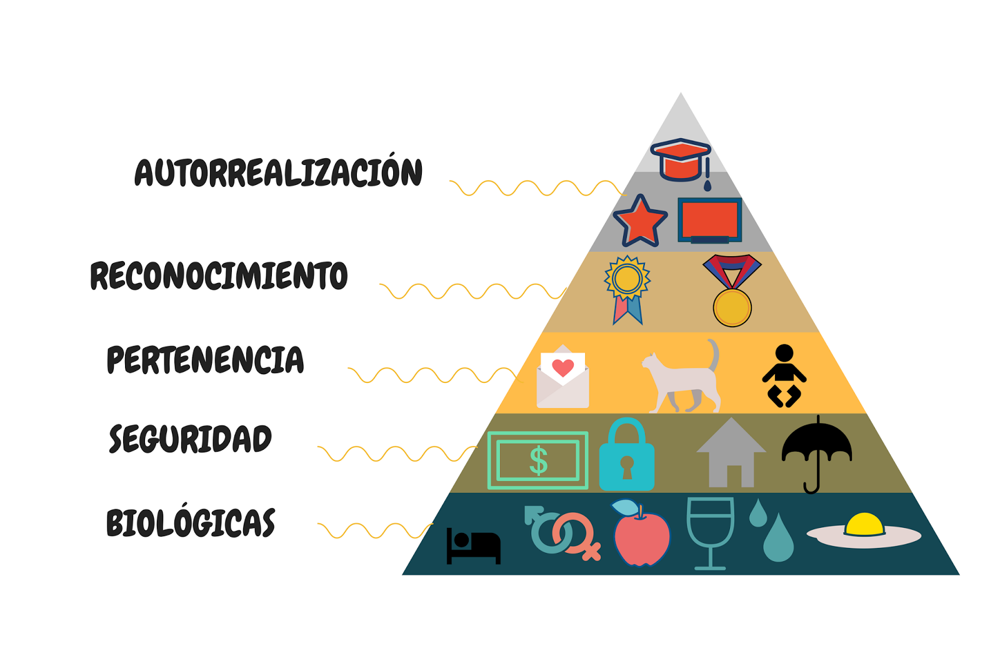 AUTORREALIZACIÓN
RECONOCIMIENTO
PERTENENCIA
SEGURIDAD
$
BIOLÓGICAS